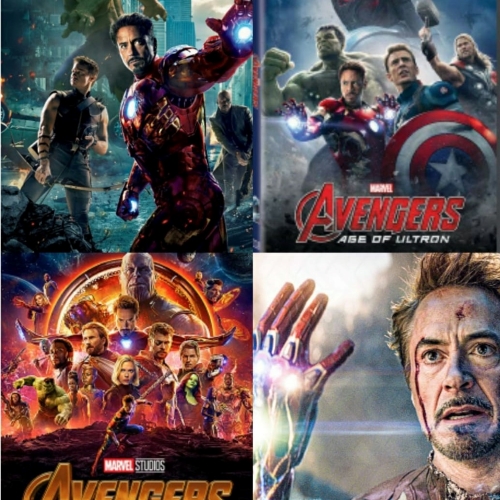 MARVEL
AVENGERS
AGE OF ULTRON
MARVEL STUDIOS
AVENGERS